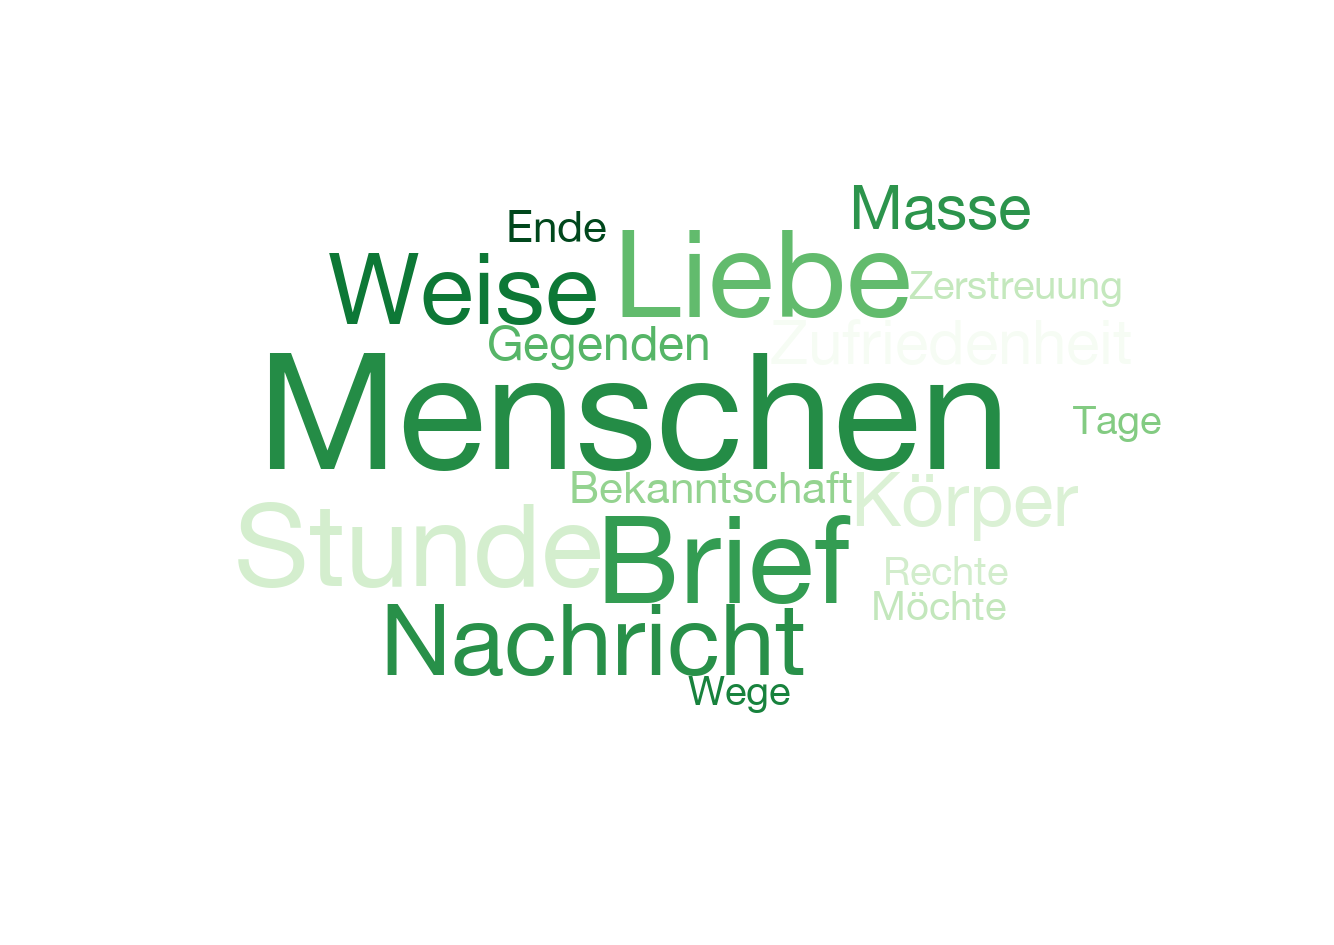 Masse
Ende
Weise
Liebe
Zerstreuung
Gegenden
Zufriedenheit
Menschen
Tage
Bekanntschaft
Körper
Stunde
Brief
Rechte
Möchte
Nachricht
Wege